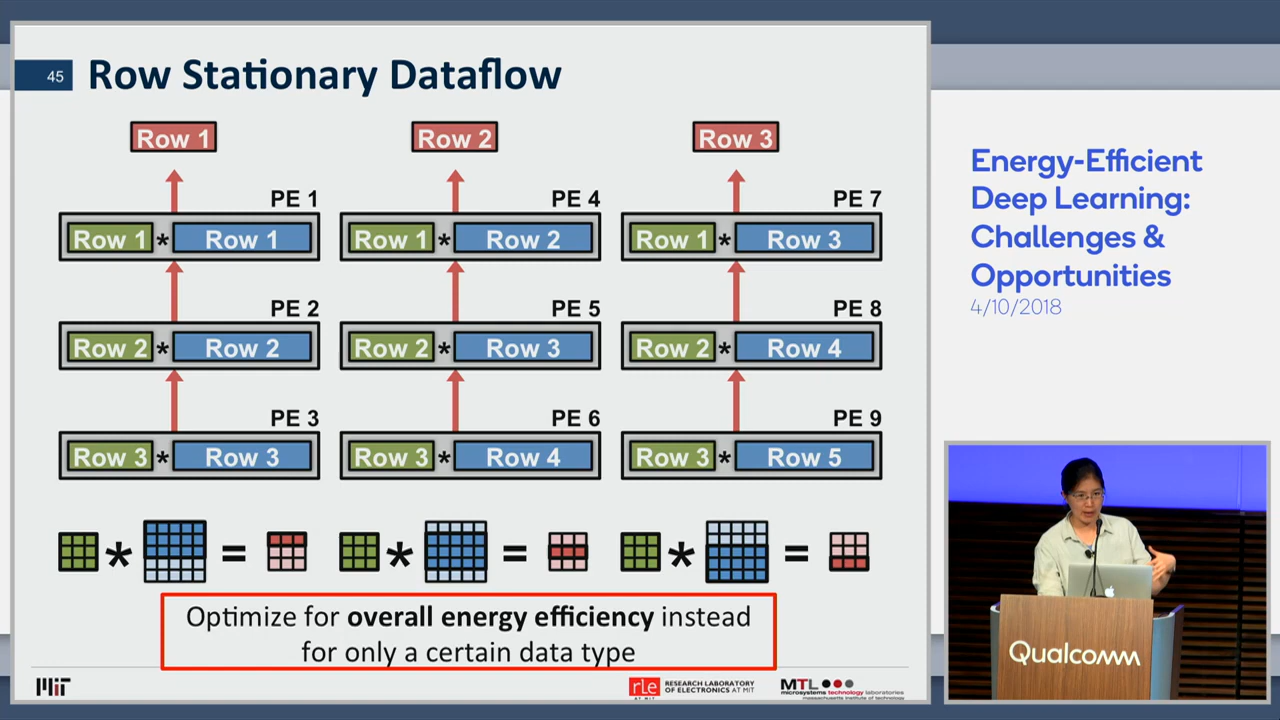 45
Row Stationary Dataflow
Row 1
Row 2
Row 3
PE 1
PE 4
PE 7
Row 1 * Row 1
Row 1 * Row 2
Row 1 * Row 3
PE 2
PE 5
PE 8
Row 2 * Row 2
Row 2 * Row 3
Row 2 * Row 4
PE 3
PE 6
PE 9
Row 3 * Row 3
Row 3 * Row 4
Row 3 * Row 5
* =
* =
* =
Optimize for overall energy efficiency instead
for only a certain data type
MIT
rle
AT MIT
RESEARCH LABORATORY
OF ELECTRONICS AT MIT
MTL
microsystems technology laboratories
massachusetts institute of technology
Energy-Efficient
Deep Learning:
Challenges &
Opportunities
4/10/2018
Qualcomm